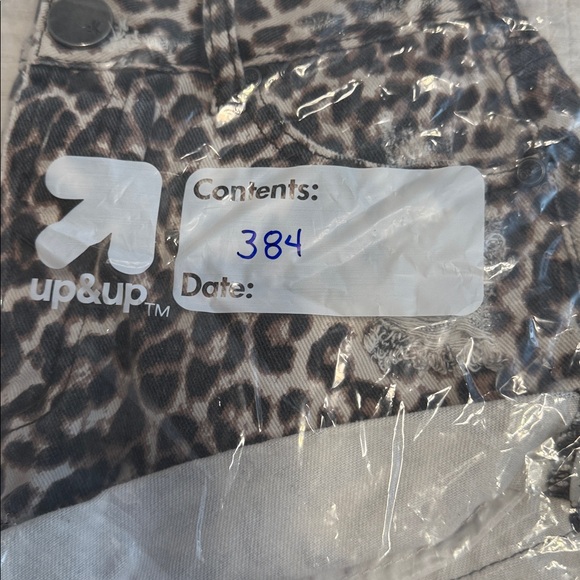 Contents:
384
Date:
up&up™